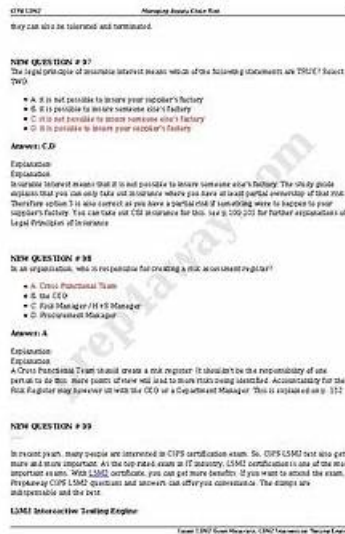 CIPS L5M2 Managing Supply Chain Risk
they can also be tolerated and terminated.
NEW QUESTION # 97
The legal principle of insurable interest means which of the following statements are TRUE? Select
TWO.
A. it is not possible to insure your supplier's factory
B. it is possible to insure someone else's factory
C. it is not possible to insure someone else's factory
D. it is possible to insure your supplier's factory
Answer: C,D
Explanation
Explanation
Insurable Interest means that it is not possible to insure someone else's factory. The study guide
explains that you can only take out insurance where you have at least partial ownership of that risk.
Therefore option is also correct as you have a partial risk if something were to happen to your
supplier's factory. You can take out insurance for this. see p. for further explanations of
Legal Principles of Insurance
NEW QUESTION # 98
In an organisation, who is responsible for creating a risk assessment register?
A. Cross Functional Team
B. the CEO
C. Risk Manager / H+S Manager
D. Procurement Manager
Answer: A
Explanation
Explanation
A Cross Functional Team should create a risk register. It shouldn't be the responsibility of one
person to do this. more points of view will lead to more risks being identified. Accountability for the
Risk Register may however sit with the CEO or a Department Manager. This is explained on p. 152
NEW QUESTION # 99
In recent years, many people are interested in CIPS certification exam. So, CIPS L5M2 test also gets
more and more important. As the top-rated exam in IT industry, L5M2 certification is one of the most
important exams. With L5M2 certificate, you can get more benefits. If you want to attend the exam,
Prepaway CIPS L5M2 questions and answers can offer you convenience. The dumps are
indispensable and the best.
L5M2 Interactive Testing Engine
prep4away.com